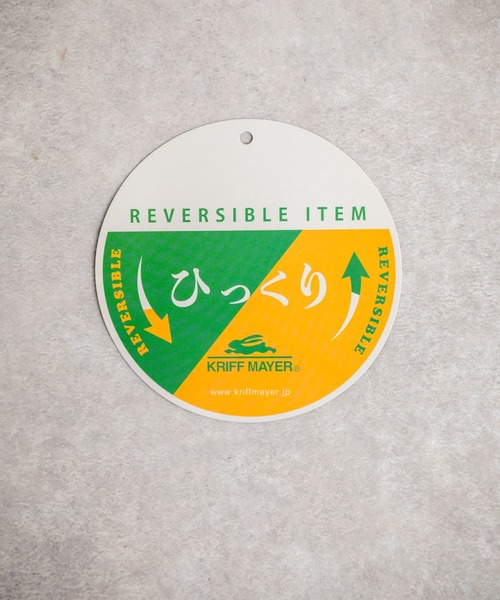 REVERSIBLE ITEM
REVERSIBLE
ひっくり
REVERSIBLE
KRIFF MAYER®
www.kriffmayer.jp